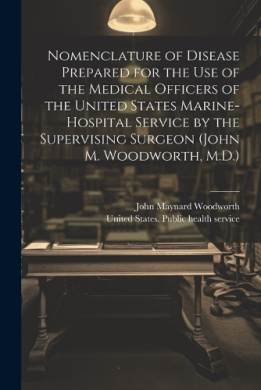 Nomenclature of Disease
Prepared for the Use of the
Medical Officers of the
United States Marine-
Hospital Service by the
Supervising Surgeon (John
M. Woodworth, M.D.)
John Maynard Woodworth
United States. Public health service